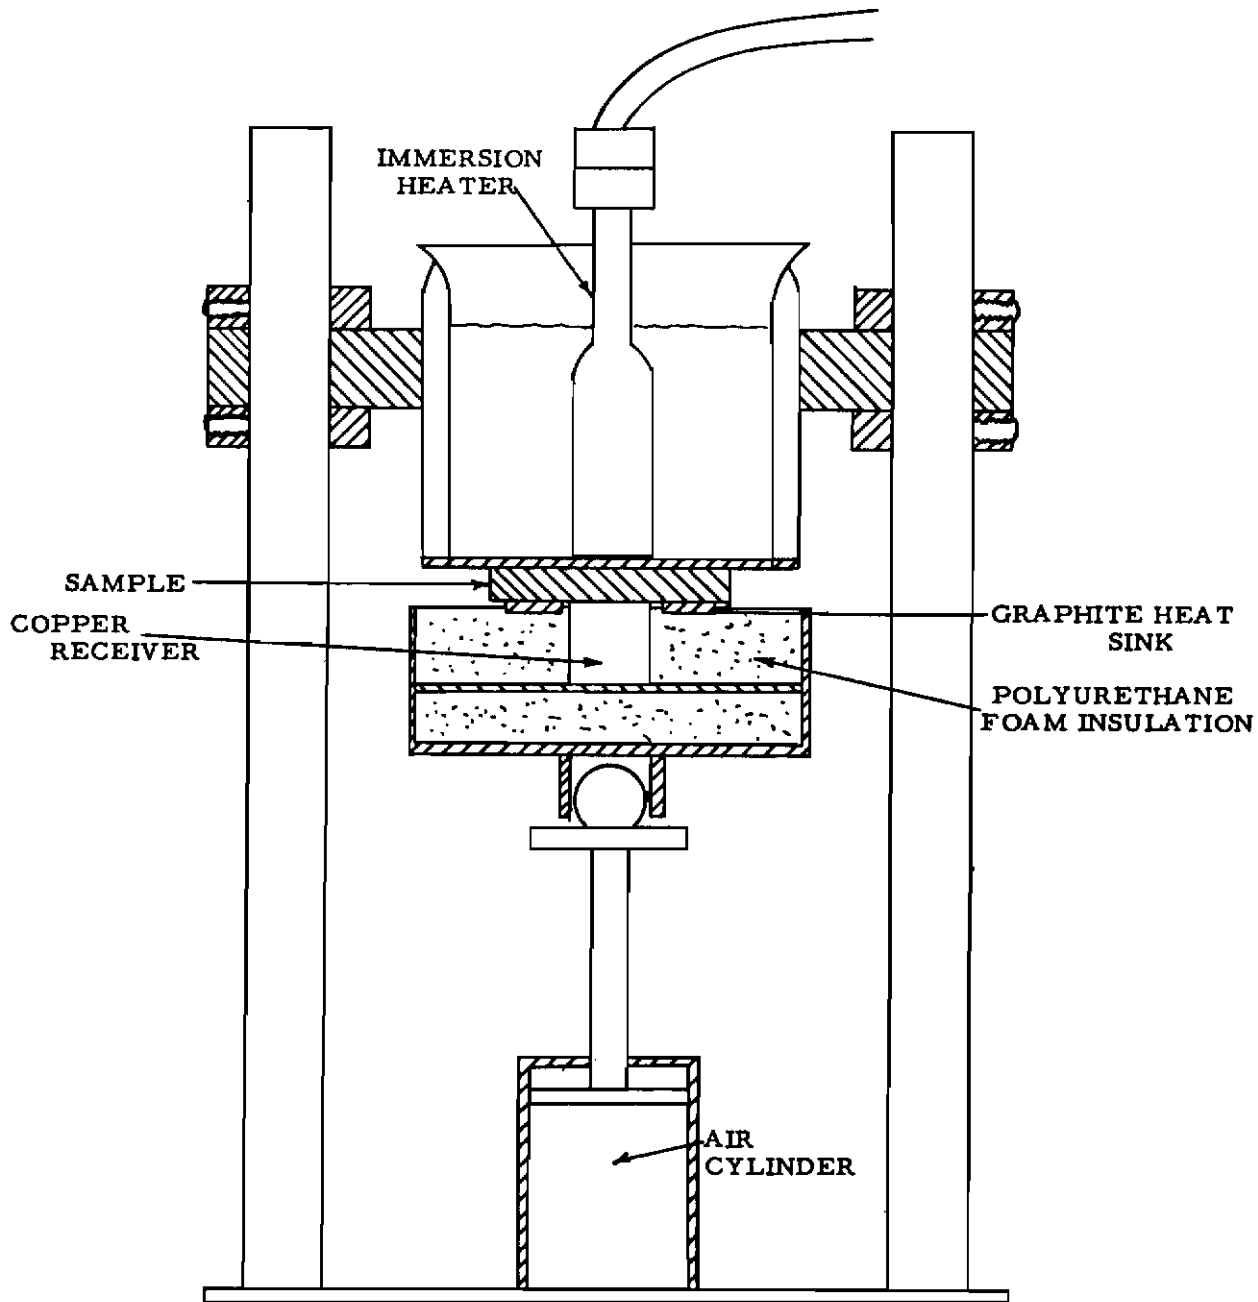 IMMERSION
HEATER
SAMPLE
COPPER
RECEIVER
GRAPHITE HEAT
SINK
POLYURETHANE
FOAM INSULATION
AIR
CYLINDER